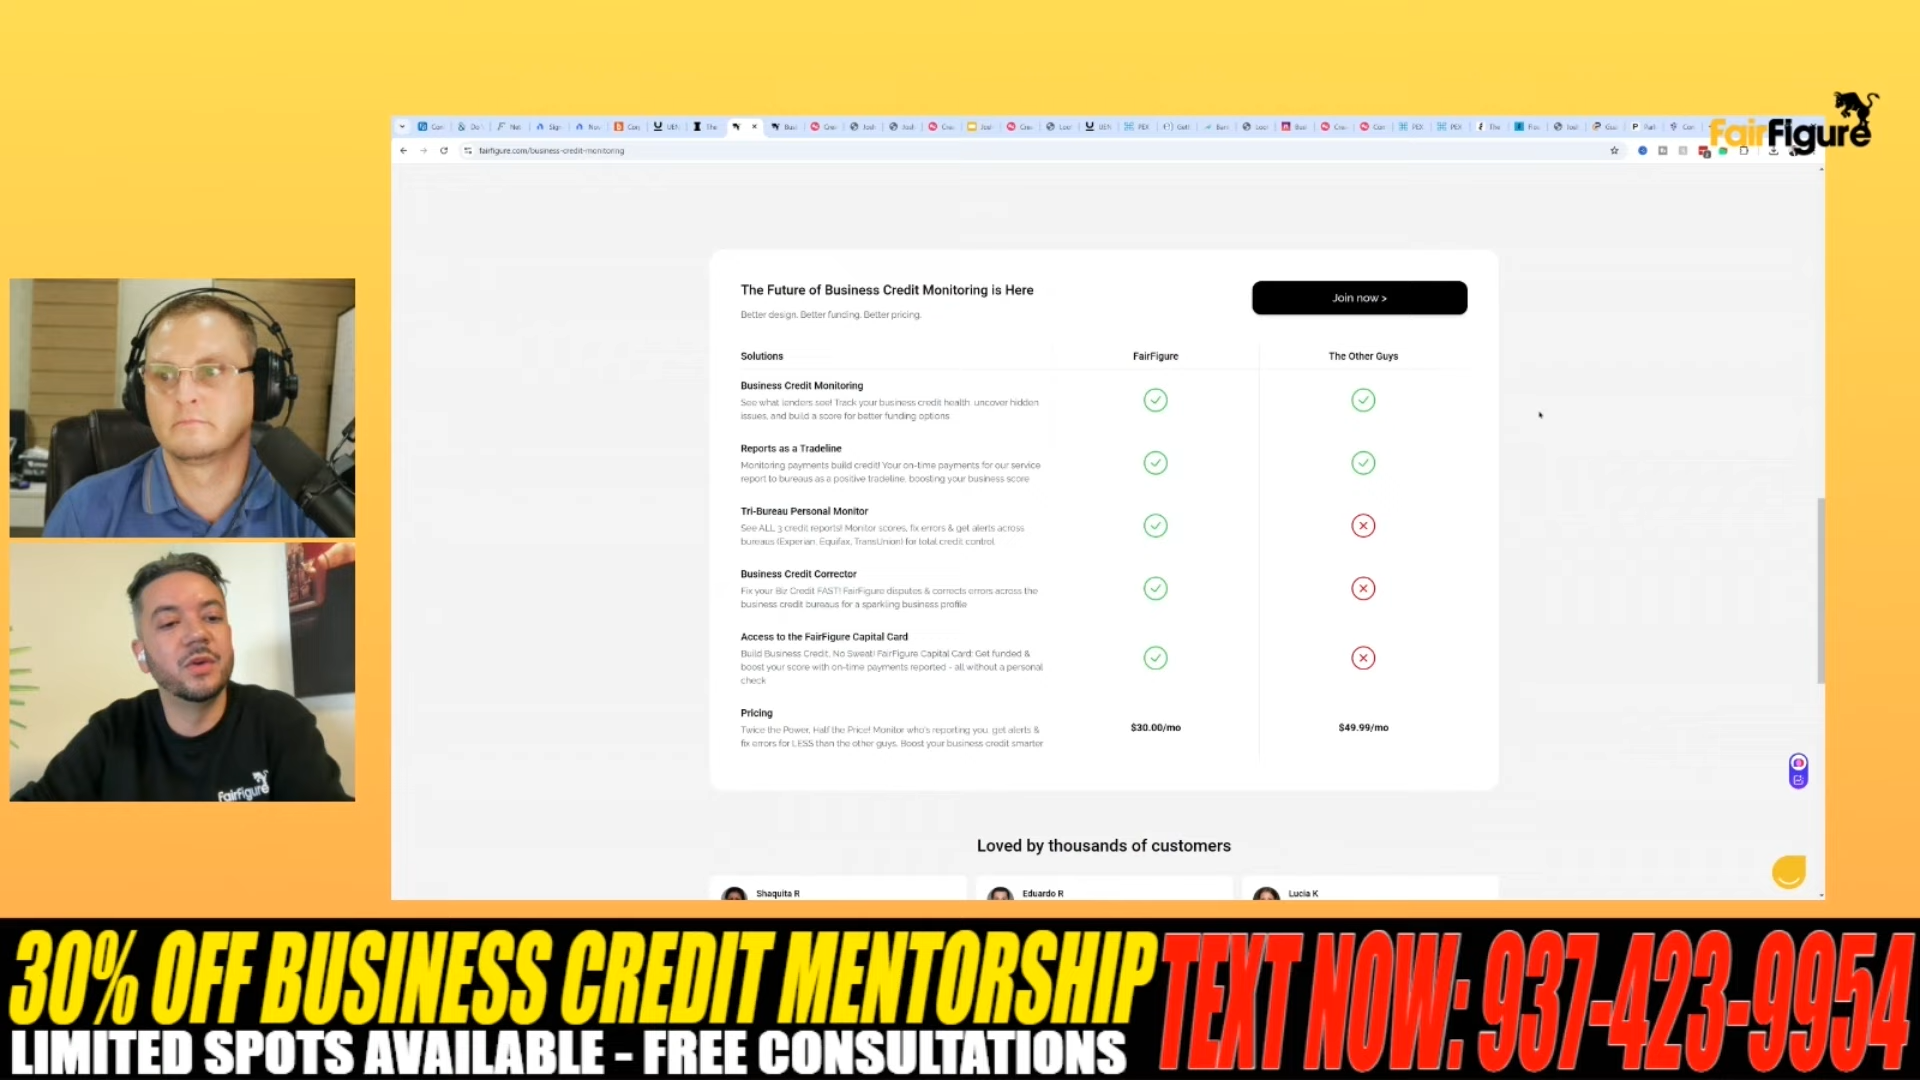 FairFigure
fairfigure.com/business-credit-monitoring
The Future of Business Credit Monitoring is Here
Better design. Better funding. Better pricing.
Join now >
Solutions
FairFigure
The Other Guys
Business Credit Monitoring
See what lenders see! Track your business credit health, uncover hidden
issues, and build a score for better funding options
Reports as a Tradeline
Monitoring payments build credit! Your on-time payments for our service
report to bureaus as a positive tradeline, boosting your business score
Tri-Bureau Personal Monitor
See ALL 3 credit reports! Monitor scores, fix errors & get alerts across
bureaus (Experian, Equifax, TransUnion) for total credit control
Business Credit Corrector
Fix your Biz Credit FAST! FairFigure disputes & corrects errors across the
business credit bureaus for a sparkling business profile
Access to the FairFigure Capital Card
Build Business Credit, No Sweat! FairFigure Capital Card: Get funded &
boost your score with on-time payments reported - all without a personal
check
Pricing
Twice the Power, Half the Price! Monitor who's reporting you, get alerts &
fix errors for LESS than the other guys. Boost your business credit smarter
$30.00/mo
$49.99/mo
Loved by thousands of customers
Shaquita R
Eduardo R
Lucia K
FairFigure
30% OFF BUSINESS CREDIT MENTORSHIP
LIMITED SPOTS AVAILABLE - FREE CONSULTATIONS
TEXT NOW: 937-423-9954